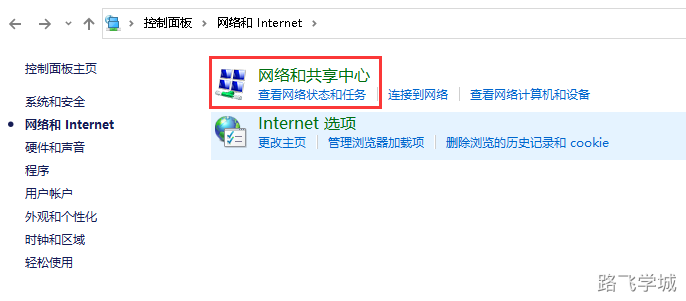 控制面板 网络和 Internet
控制面板主页
系统和安全
网络和 Internet
硬件和声音
程序
用户帐户
外观和个性化
时钟和区域
轻松使用
网络和共享中心
查看网络状态和任务 连接到网络 查看网络计算机和设备
Internet 选项
更改主页 管理浏览器加载项 删除浏览的历史记录和 cookie
路飞学城